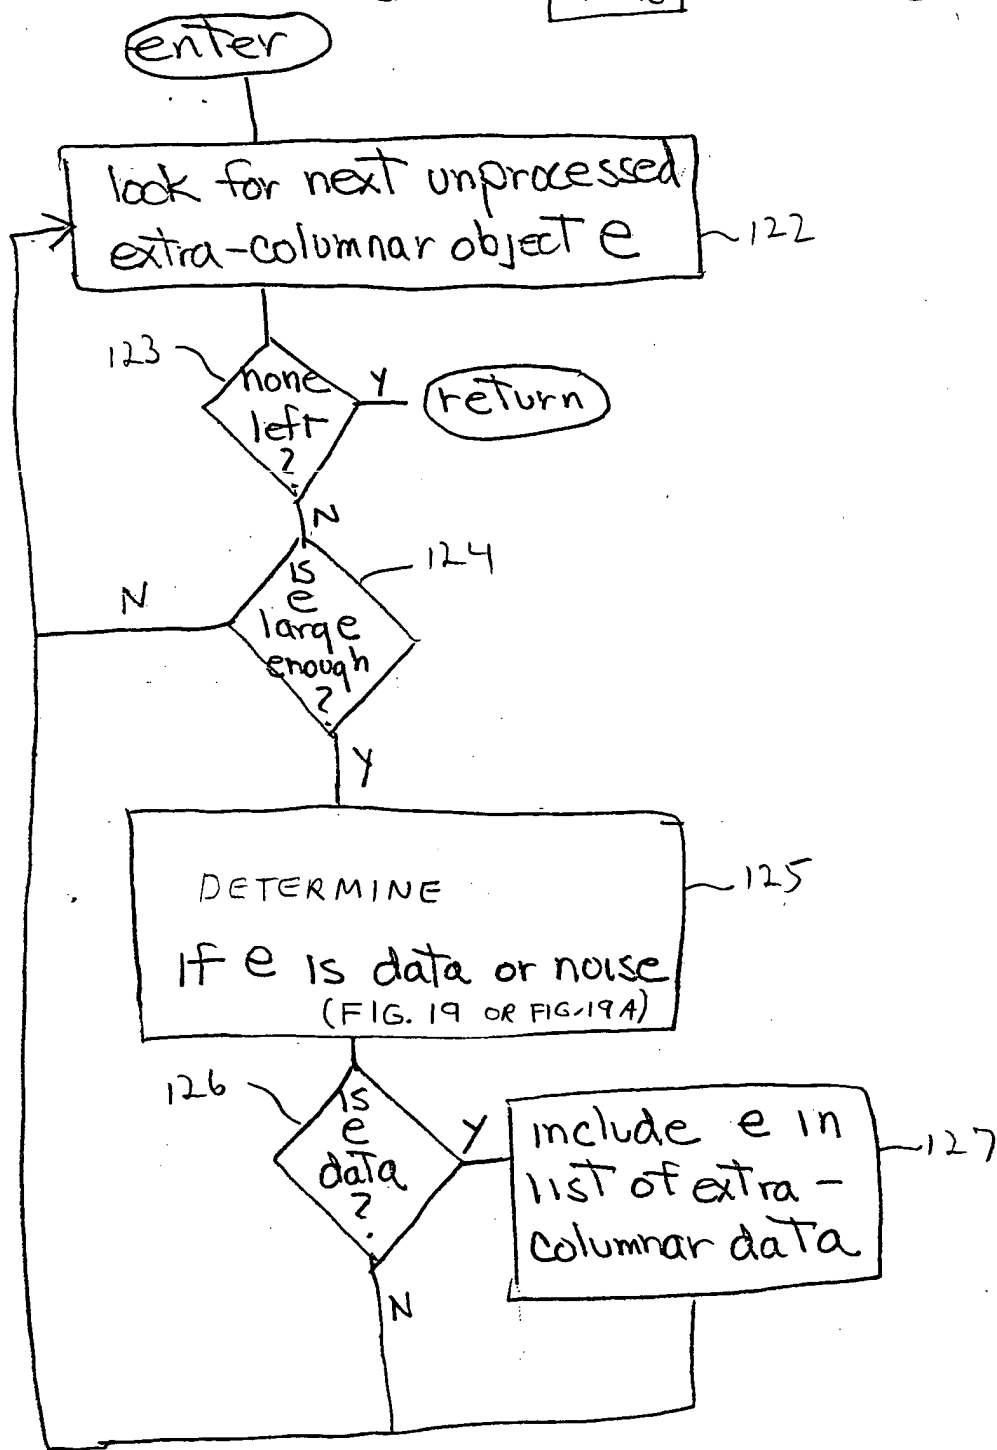 enter
look for next unprocessed
extra-columnar object e
122
123
none
left
?
Y
return
N
124
is
e
large
enough
?
N
Y
DETERMINE
if e is data or noise
(FIG. 19 OR FIG. 19A)
125
126
is
e
data
?
Y
include e in
list of extra-
columnar data
127
N